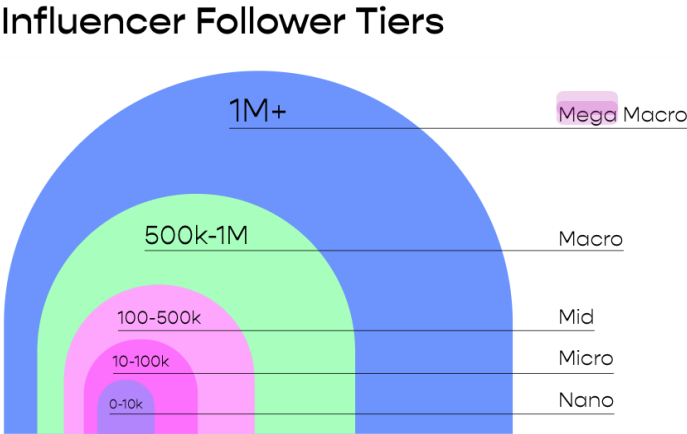 Influencer Follower Tiers
1M+ Mega Macro
500k-1M Macro
100-500k Mid
10-100k Micro
0-10k Nano